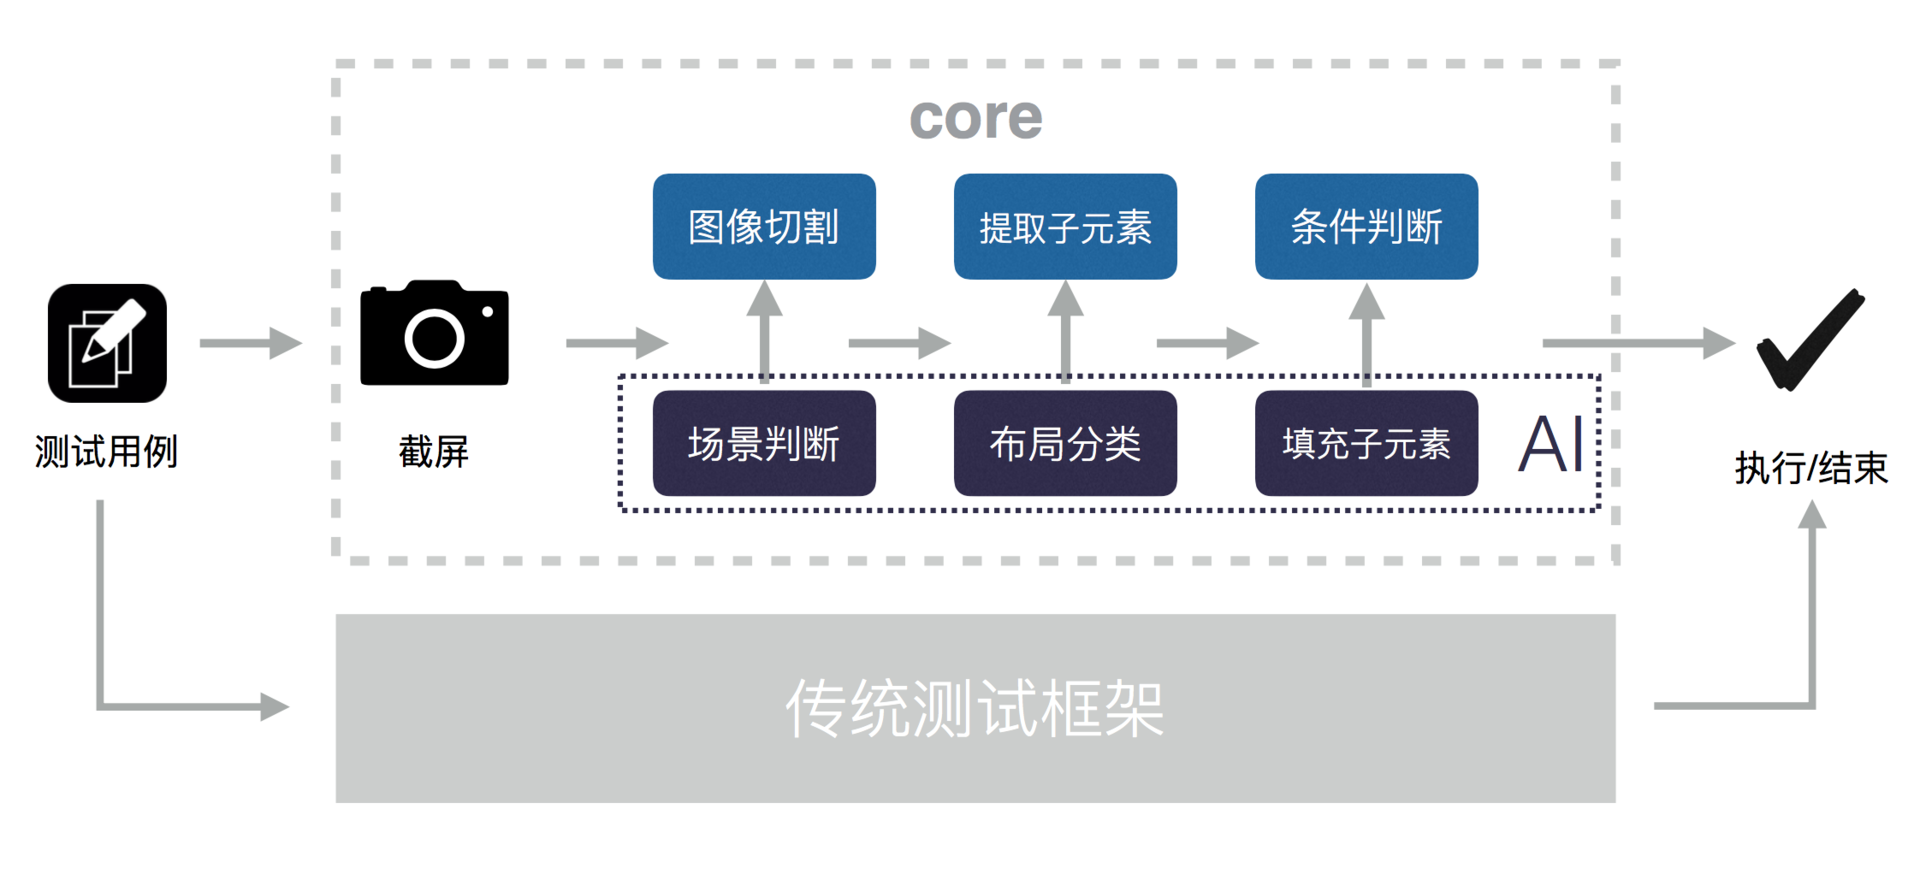 core
图像切割
提取子元素
条件判断
测试用例
截屏
场景判断
布局分类
填充子元素
AI
执行/结束
传统测试框架